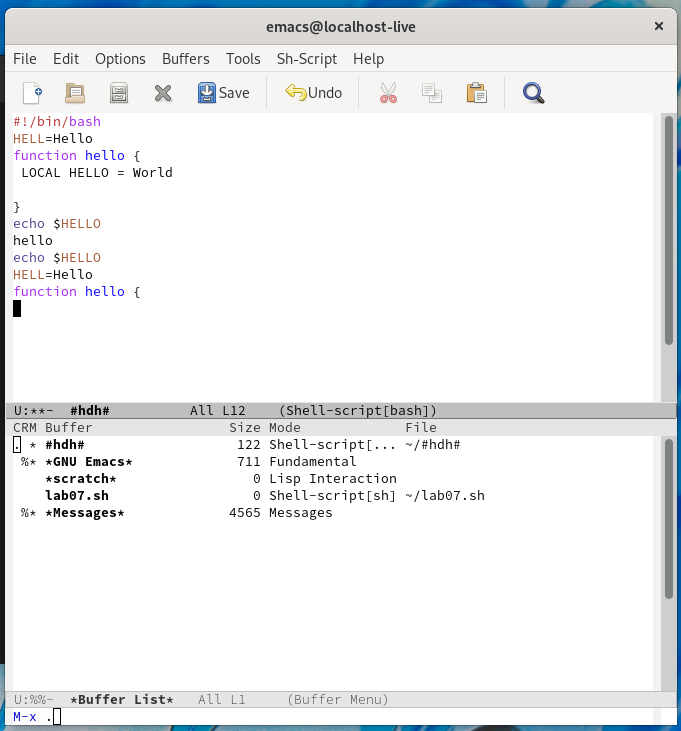 emacs@localhost-live ×
File Edit Options Buffers Tools Sh-Script Help
Save Undo
#!/bin/bash
HELL=Hello
function hello {
 LOCAL HELLO = World
}
echo $HELLO
hello
echo $HELLO
HELL=Hello
function hello {
U:**- #hdh# All L12 (Shell-script[bash])
CRM Buffer Size Mode File
. * #hdh# 122 Shell-script[... ~/#hdh#
%* *GNU Emacs* 711 Fundamental
*scratch* 0 Lisp Interaction
lab07.sh 0 Shell-script[sh] ~/lab07.sh
%* *Messages* 4565 Messages
U:%%- *Buffer List* All L1 (Buffer Menu)
M-x .